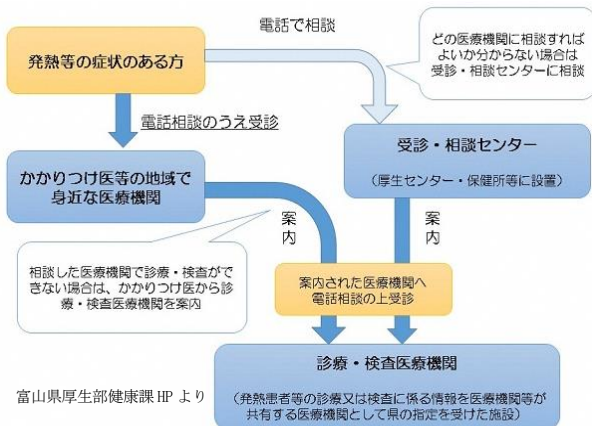 電話で相談
発熱等の症状のある方
どの医療機関に相談すれば
よいか分からない場合は
受診・相談センターに相談
電話相談のうえ受診
受診・相談センター
(厚生センター・保健所等に設置)
かかりつけ医等の地域で
身近な医療機関
案内
案内
相談した医療機関で診療・検査がで
きない場合は、かかりつけ医から診
療・検査医療機関を案内
案内された医療機関へ
電話相談の上受診
診療・検査医療機関
(発熱患者等の診療又は検査に係る情報を医療機関等が
共有する医療機関として県の指定を受けた施設)
富山県厚生部健康課 HP より